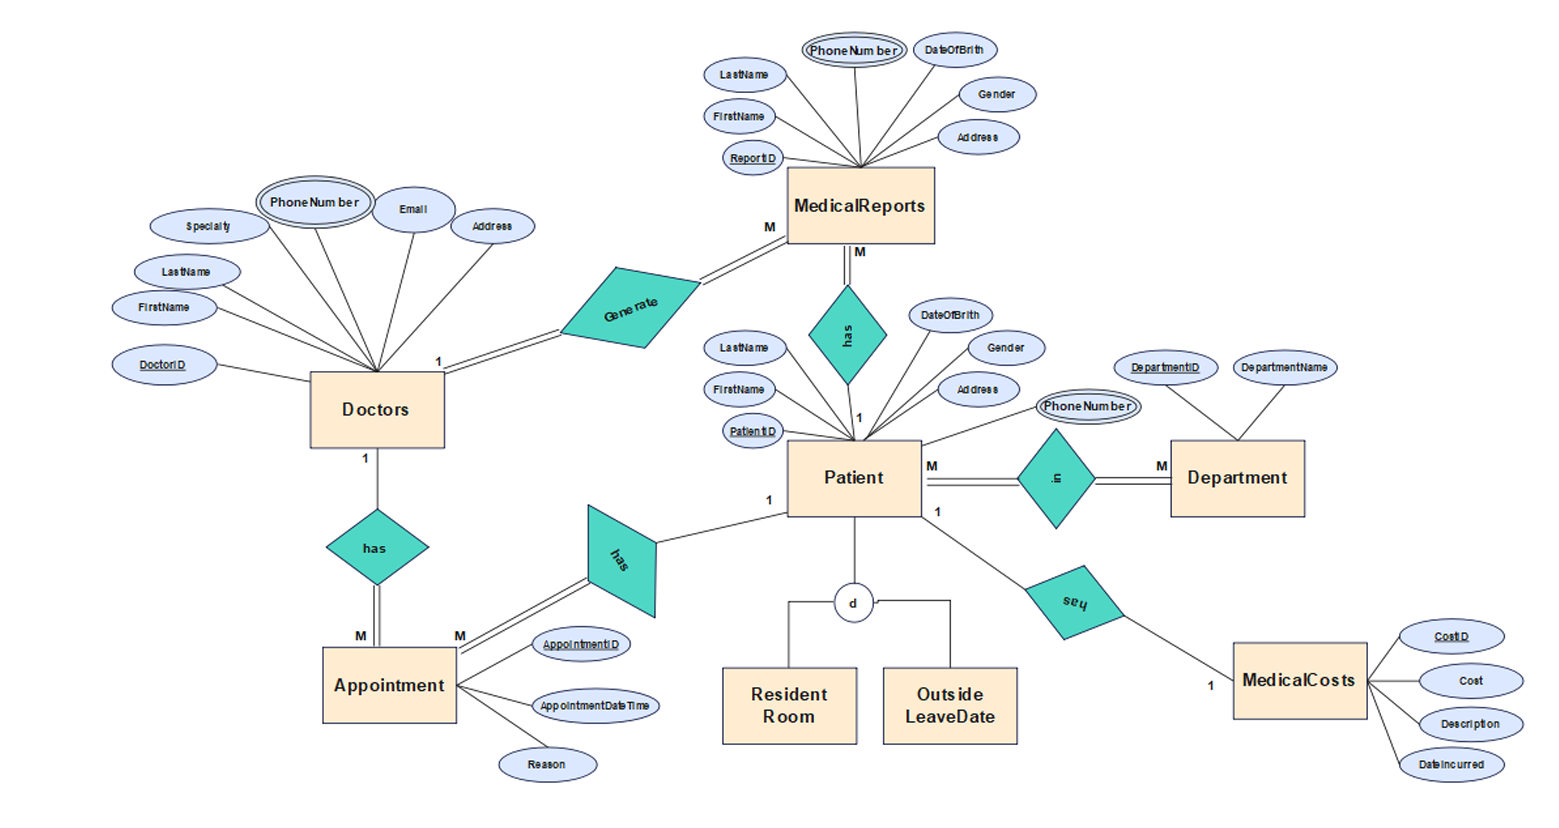 PhoneNumber
DateOfBrith
LastName
Gender
FirstName
Address
ReportID
MedicalReports
M
M
PhoneNumber
Email
Specialty
Address
LastName
FirstName
DoctorID
1
Doctors
1
Generate
has
DateOfBrith
LastName
Gender
FirstName
Address
PatientID
1
PhoneNumber
Patient
M
in
M
DepartmentID
DepartmentName
Department
1
1
has
has
M
M
Appointment
AppointmentID
AppointmentDateTime
Reason
d
Resident
Room
Outside
LeaveDate
has
1
MedicalCosts
CostID
Cost
Description
DateIncurred